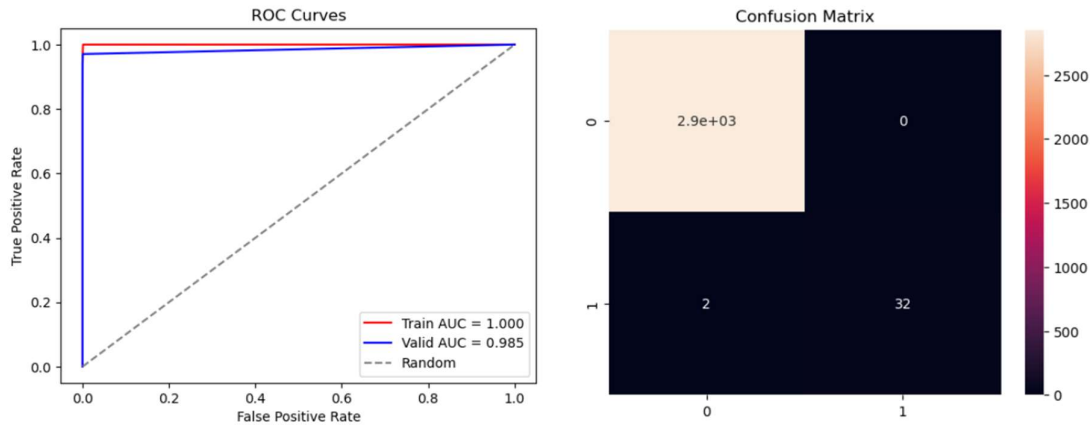 ROC Curves
1.0
0.8
0.6
0.4
0.2
0.0
True Positive Rate
0.0 0.2 0.4 0.6 0.8 1.0
False Positive Rate
Train AUC = 1.000
Valid AUC = 0.985
Random
Confusion Matrix
0
1
2.9e+03 0
2 32
0 1
2500
2000
1500
1000
500
0